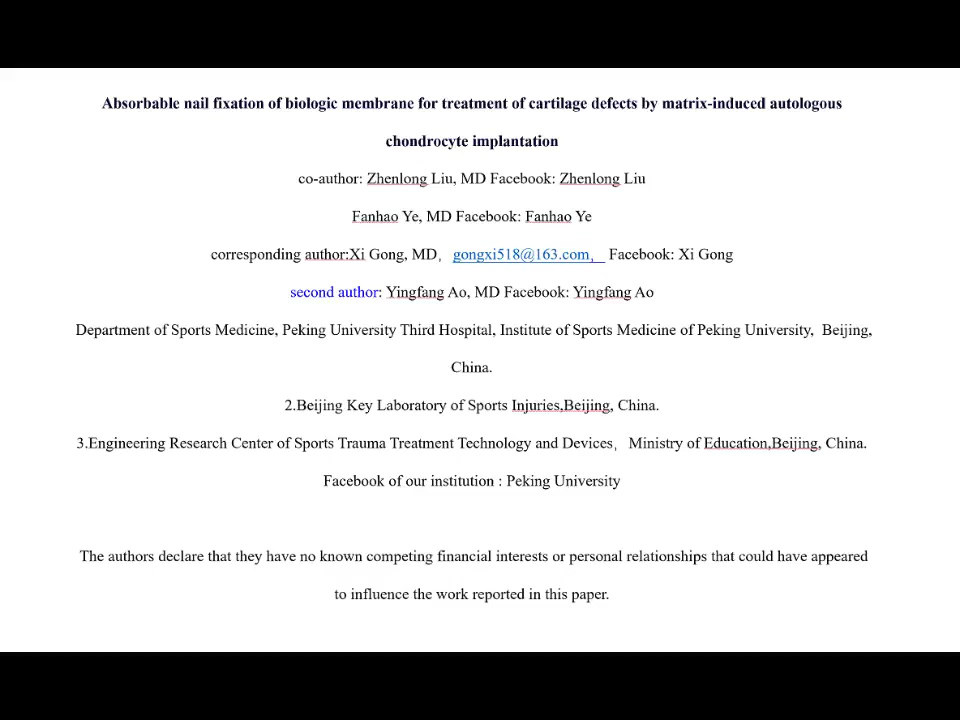 Absorbable nail fixation of biologic membrane for treatment of cartilage defects by matrix-induced autologous
chondrocyte implantation
co-author: Zhenlong Liu, MD Facebook: Zhenlong Liu
Fanhao Ye, MD Facebook: Fanhao Ye
corresponding author:Xi Gong, MD，gongxi518@163.com， Facebook: Xi Gong
second author: Yingfang Ao, MD Facebook: Yingfang Ao
Department of Sports Medicine, Peking University Third Hospital, Institute of Sports Medicine of Peking University, Beijing,
China.
2.Beijing Key Laboratory of Sports Injuries,Beijing, China.
3.Engineering Research Center of Sports Trauma Treatment Technology and Devices，Ministry of Education,Beijing, China.
Facebook of our institution : Peking University
The authors declare that they have no known competing financial interests or personal relationships that could have appeared
to influence the work reported in this paper.